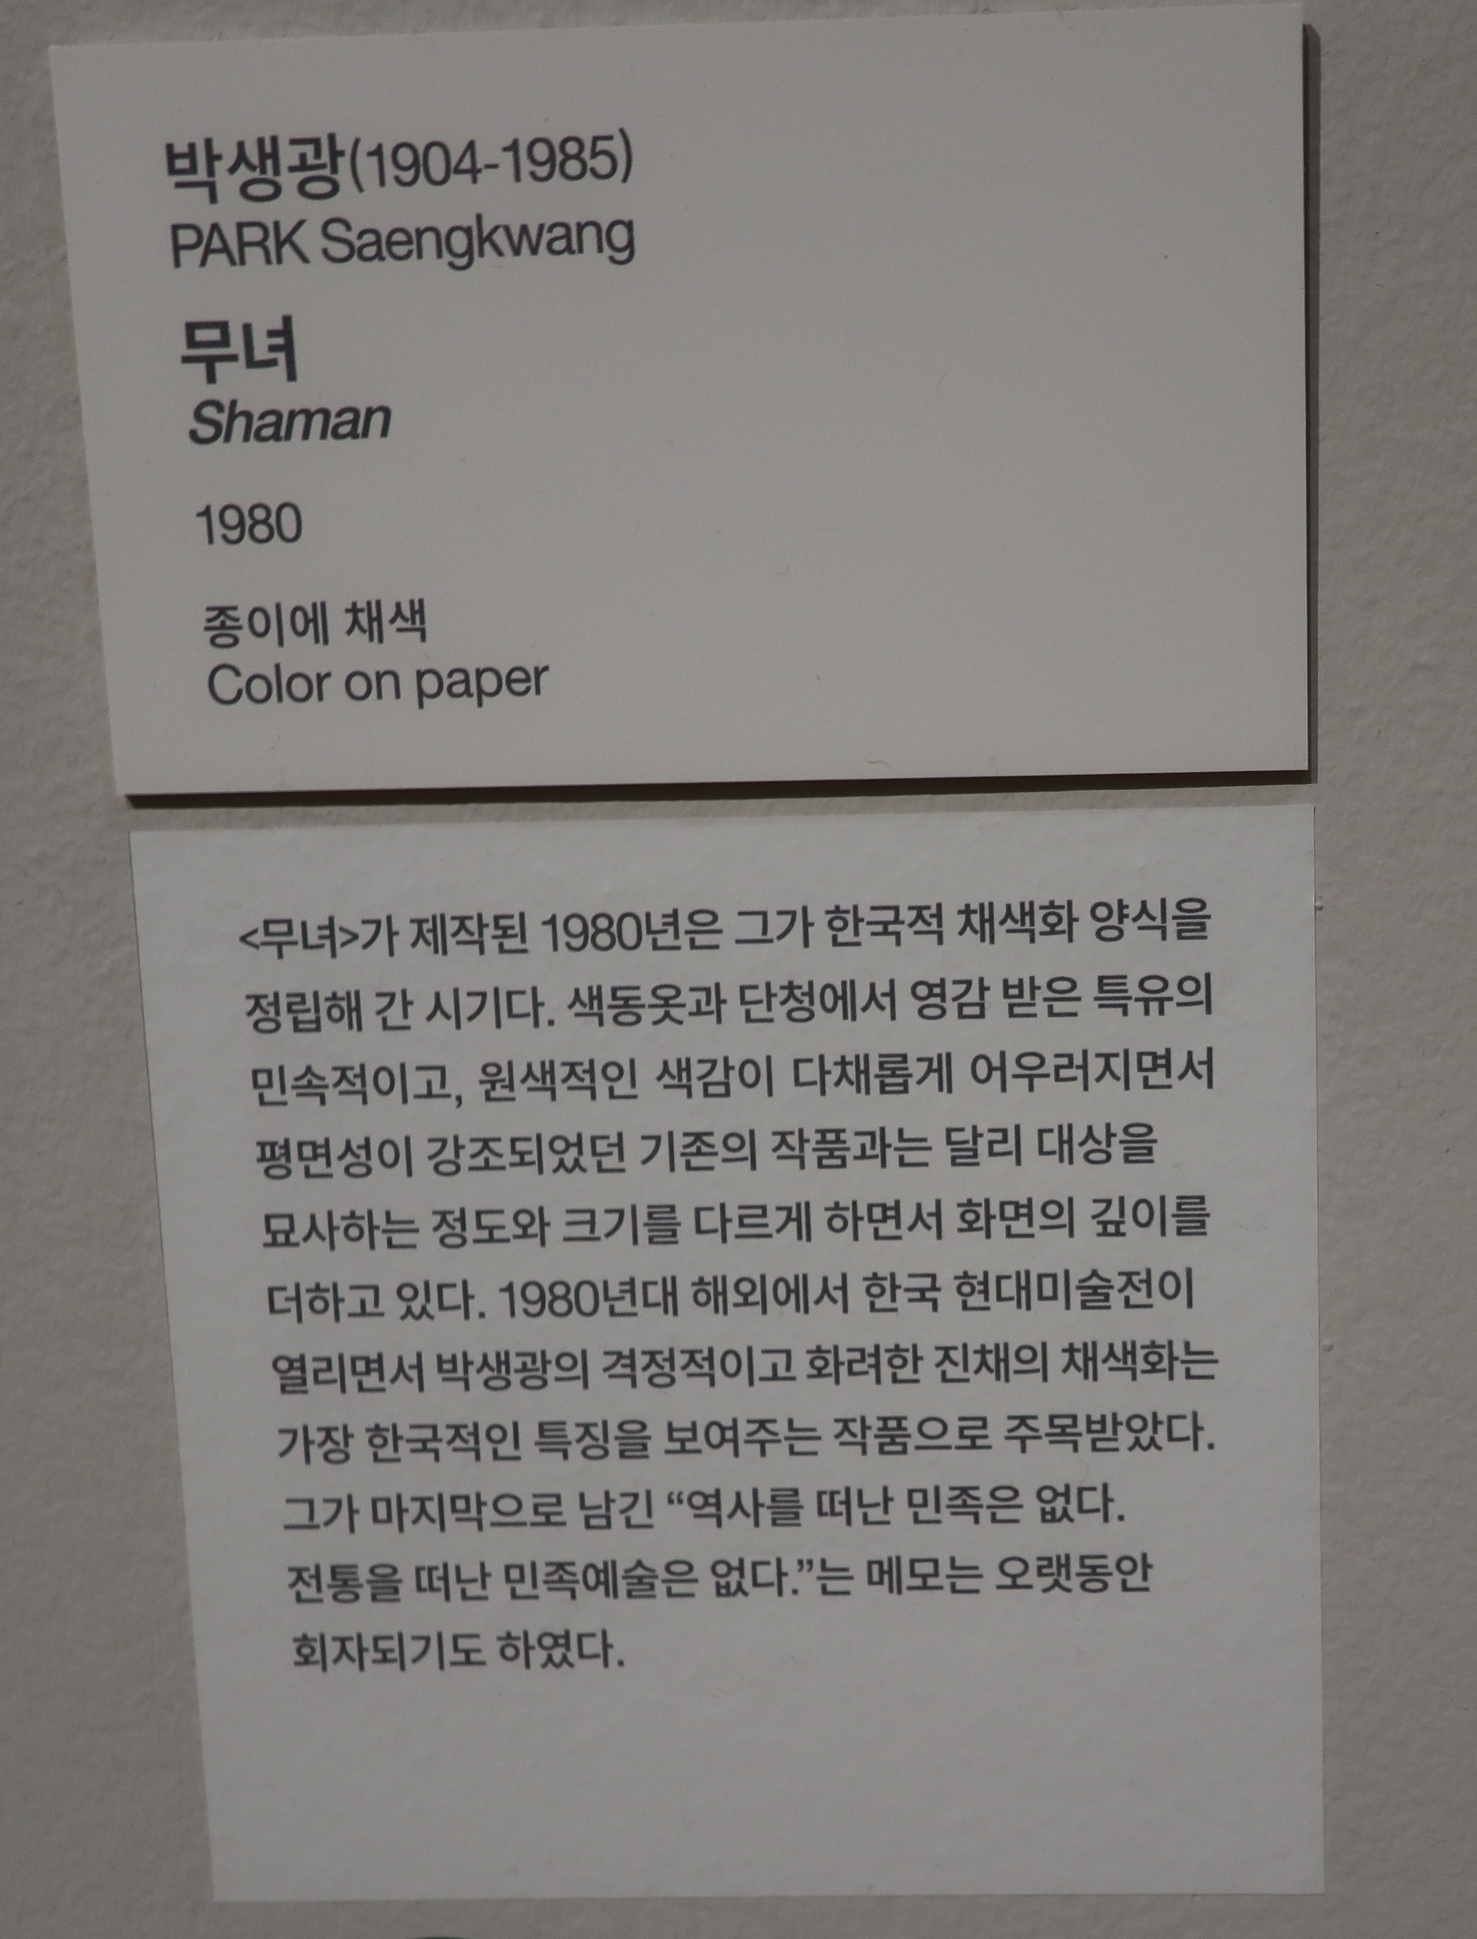 박생광(1904-1985)
PARK Saengkwang
무녀
Shaman
1980
종이에 채색
Color on paper
<무녀>가 제작된 1980년은 그가 한국적 채색화 양식을
정립해 간 시기다. 색동옷과 단청에서 영감 받은 특유의
민속적이고, 원색적인 색감이 다채롭게 어우러지면서
평면성이 강조되었던 기존의 작품과는 달리 대상을
묘사하는 정도와 크기를 다르게 하면서 화면의 깊이를
더하고 있다. 1980년대 해외에서 한국 현대미술전이
열리면서 박생광의 격정적이고 화려한 진채의 채색화는
가장 한국적인 특징을 보여주는 작품으로 주목받았다.
그가 마지막으로 남긴 “역사를 떠난 민족은 없다.
전통을 떠난 민족예술은 없다.”는 메모는 오랫동안
회자되기도 하였다.